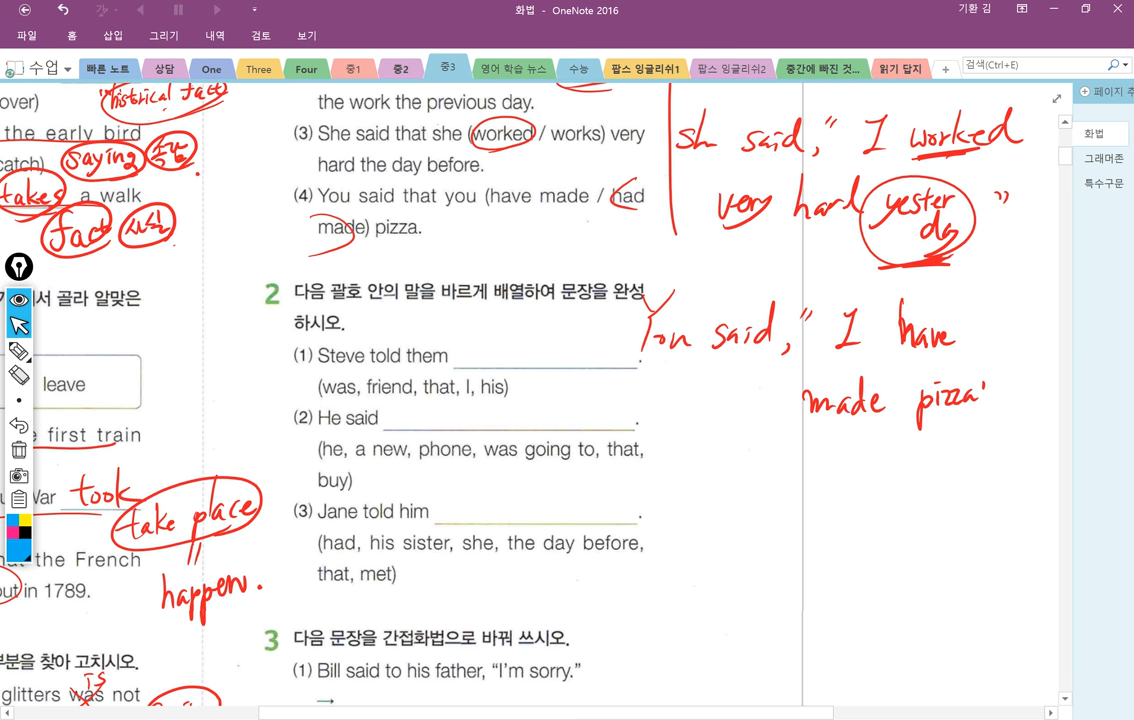 화법 - OneNote 2016
기환 김
파일 홈 삽입 그리기 내역 검토 보기
수업 빠른 노트 상담 One Three Four 중1 중2 중3 영어 학습 뉴스 수능 팝스 잉글리쉬1 팝스 잉글리쉬2 중간에 빠진 것... 읽기 답지 + 검색(Ctrl+E)
페이지 추
화법
그래머존
특수구문
over)
historical fact
the early bird
catch)
saying 속담
takes a walk
fact 사실
서 골라 알맞은
leave
first train
War took
take place
=
happen.
the French
out in 1789.
부분을 찾아 고치시오.
is
glitters was not
the work the previous day.
(3) She said that she (worked / works) very
hard the day before.
(4) You said that you (have made / had
made) pizza.
2 다음 괄호 안의 말을 바르게 배열하여 문장을 완성
하시오.
(1) Steve told them ____________.
(was, friend, that, I, his)
(2) He said ____________.
(he, a new, phone, was going to, that,
buy)
(3) Jane told him ____________.
(had, his sister, she, the day before,
that, met)
3 다음 문장을 간접화법으로 바꿔 쓰시오.
(1) Bill said to his father, “I’m sorry.”
→
she said, " I worked
very hard yester
day "
You said, " I have
made pizza"